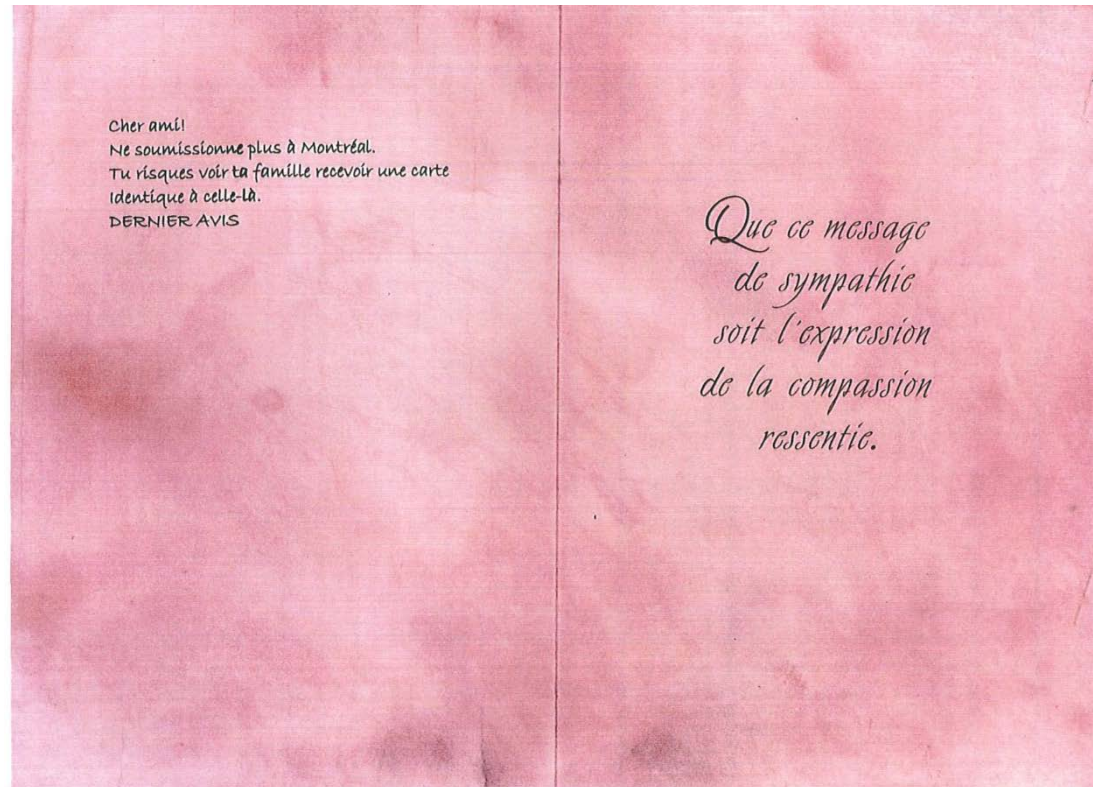 Cher ami!
Ne soumissionne plus à Montréal.
Tu risques voir ta famille recevoir une carte
Identique à celle-là.
DERNIER AVIS
Que ce message
de sympathie
soit l'expression
de la compassion
ressentie.